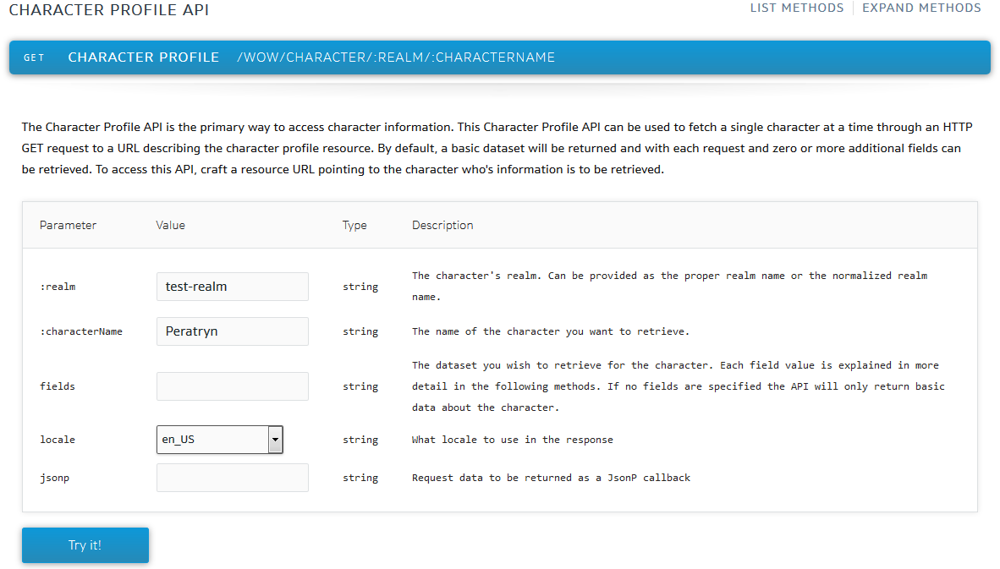 CHARACTER PROFILE API
LIST METHODS EXPAND METHODS
GET CHARACTER PROFILE /WOW/CHARACTER/:REALM/:CHARACTERNAME
The Character Profile API is the primary way to access character information. This Character Profile API can be used to fetch a single character at a time through an HTTP
GET request to a URL describing the character profile resource. By default, a basic dataset will be returned and with each request and zero or more additional fields can
be retrieved. To access this API, craft a resource URL pointing to the character who's information is to be retrieved.
Parameter Value Type Description
:realm test-realm string The character's realm. Can be provided as the proper realm name or the normalized realm
name.
:characterName Peratryn string The name of the character you want to retrieve.
fields string The dataset you wish to retrieve for the character. Each field value is explained in more
detail in the following methods. If no fields are specified the API will only return basic
data about the character.
locale en_US string What locale to use in the response
jsonp string Request data to be returned as a JsonP callback
Try it!